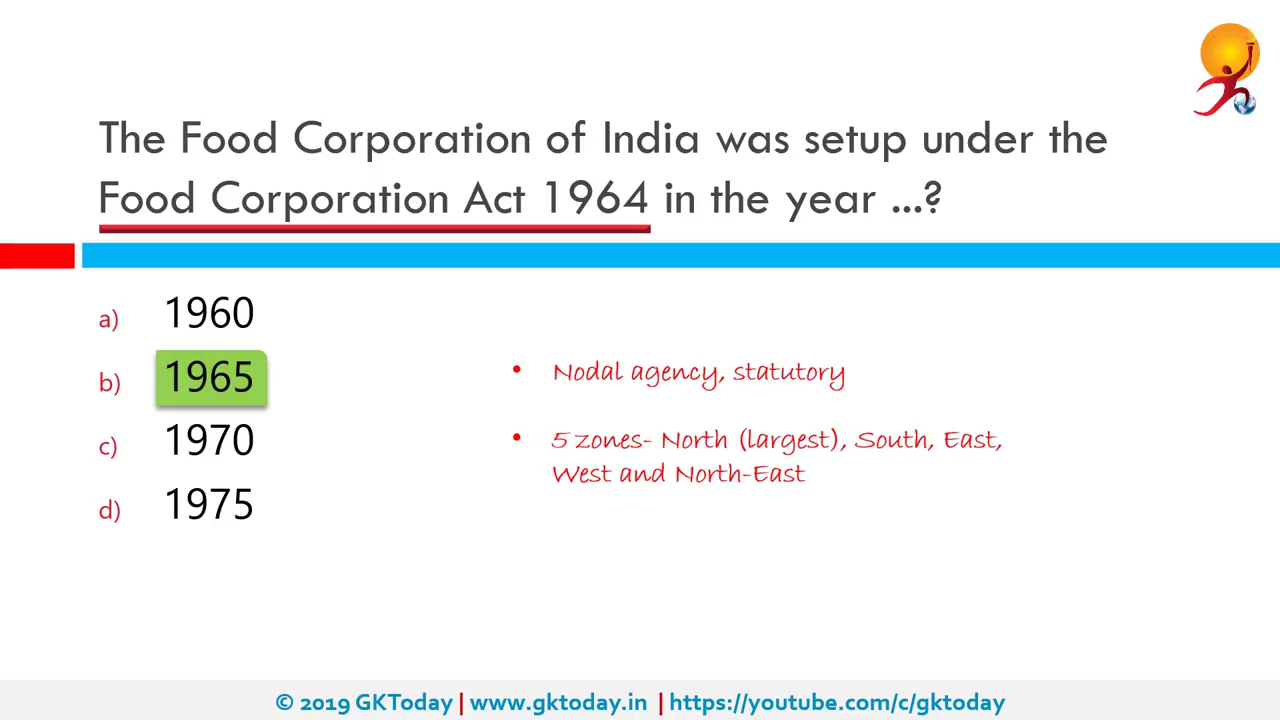 The Food Corporation of India was setup under the
Food Corporation Act 1964 in the year ...?
a) 1960
b) 1965
c) 1970
d) 1975
• Nodal agency, statutory
• 5 zones- North (largest), South, East,
West and North-East
© 2019 GKToday | www.gktoday.in | https://youtube.com/c/gktoday